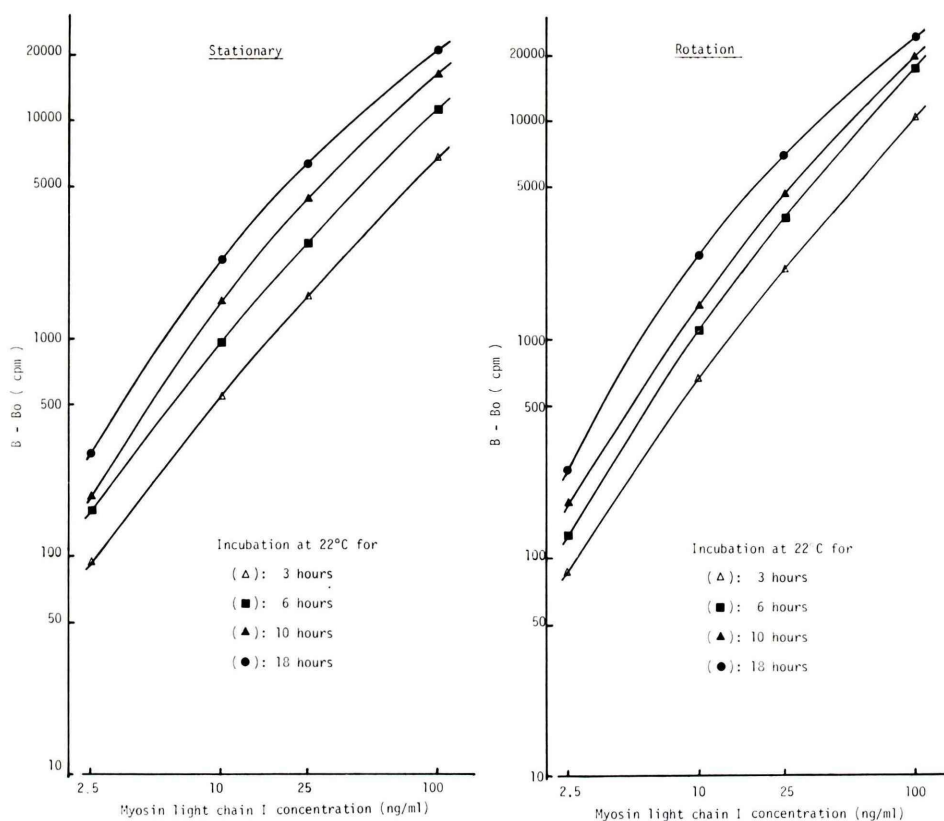 Stationary
20000
10000
5000
1000
500
100
50
10
B - Bo ( cpm )
Incubation at 22°C for
(△): 3 hours
(■): 6 hours
(▲): 10 hours
(●): 18 hours
2.5 10 25 100
Myosin light chain I concentration (ng/ml)
Rotation
20000
10000
5000
1000
500
100
50
10
B - Bo ( cpm )
Incubation at 22°C for
(△): 3 hours
(■): 6 hours
(▲): 10 hours
(●): 18 hours
2.5 10 25 100
Myosin light chain I concentration (ng/ml)